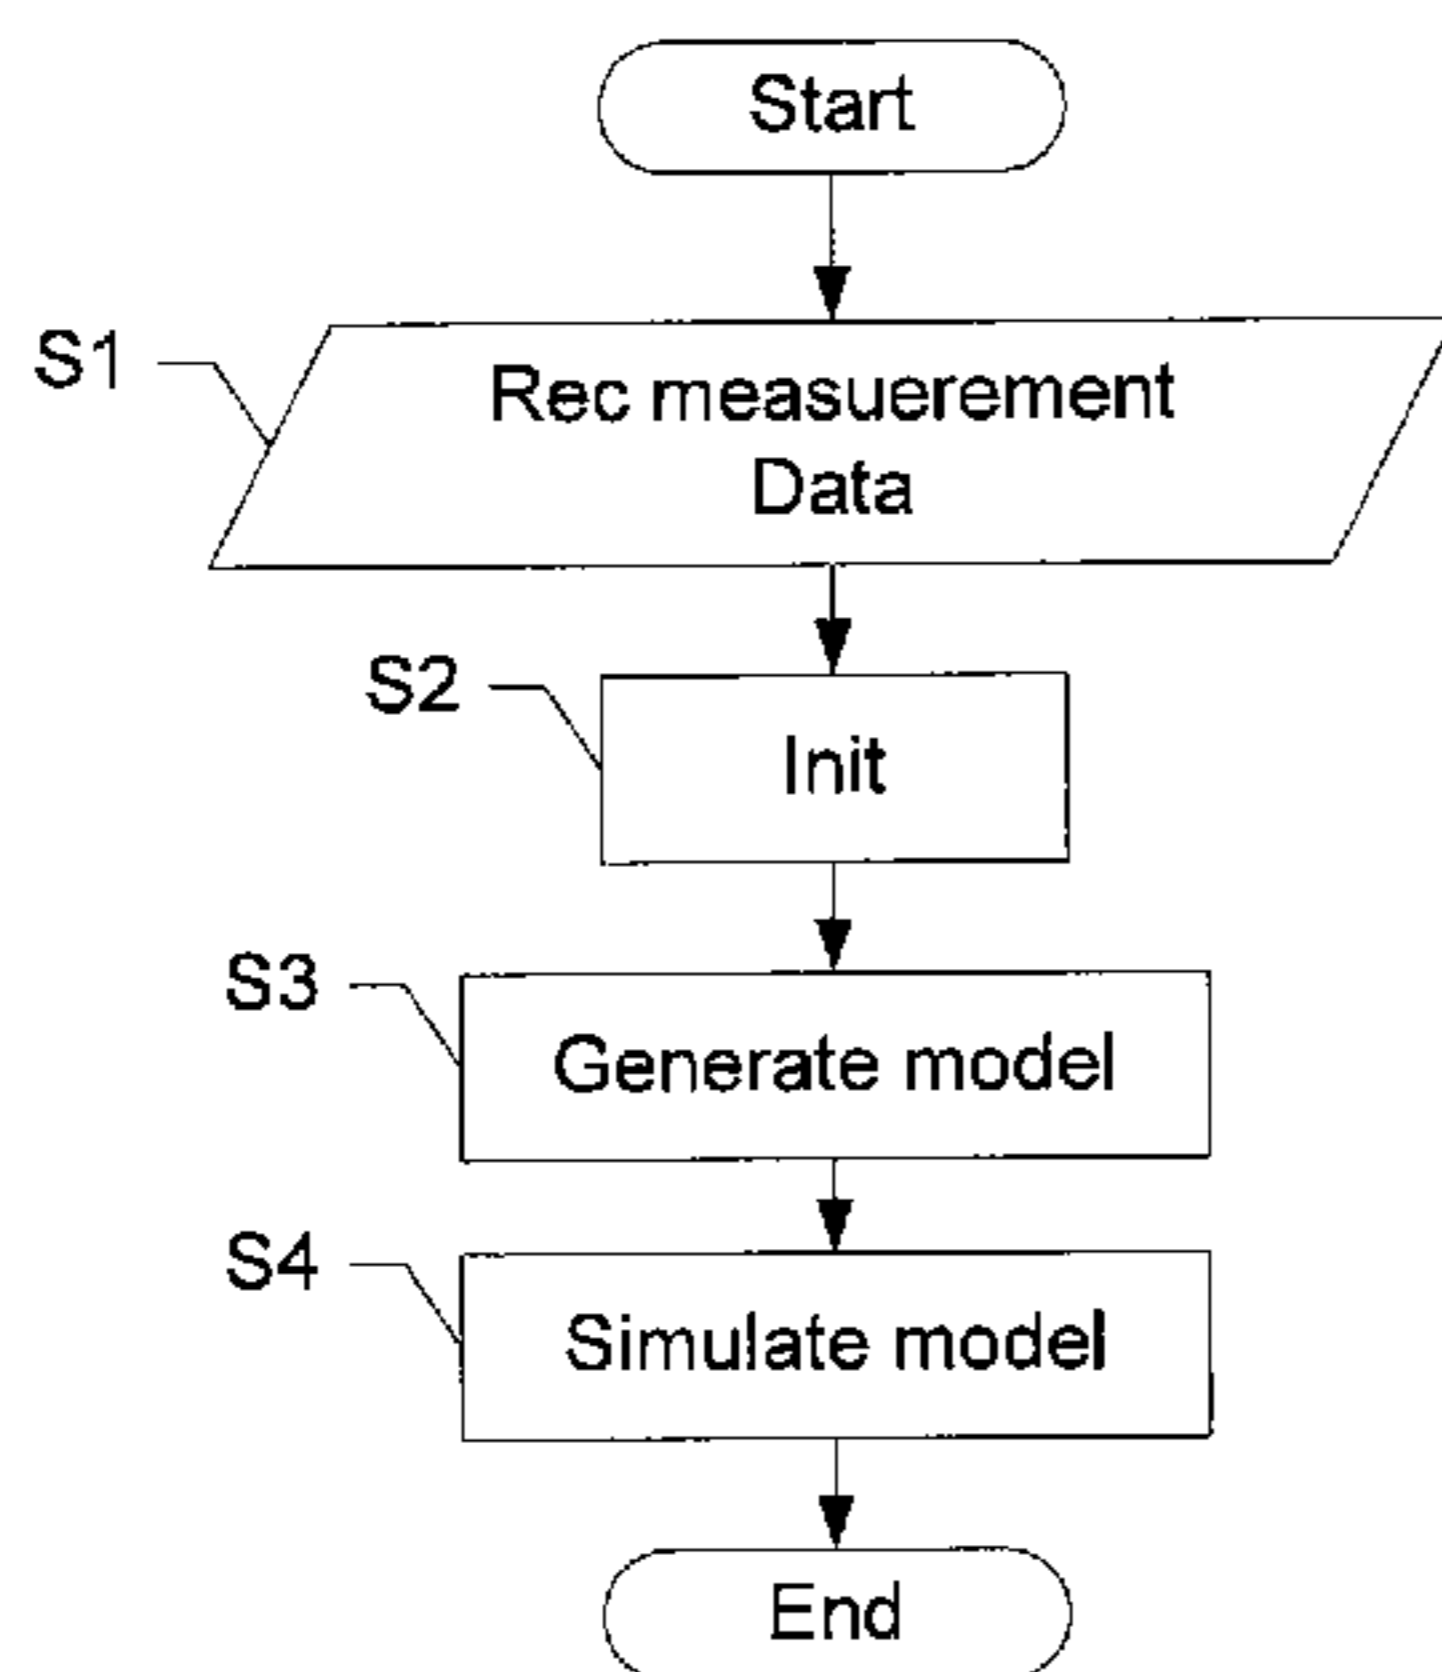 Start
S1
Rec measuerement
Data
S2
Init
S3
Generate model
S4
Simulate model
End